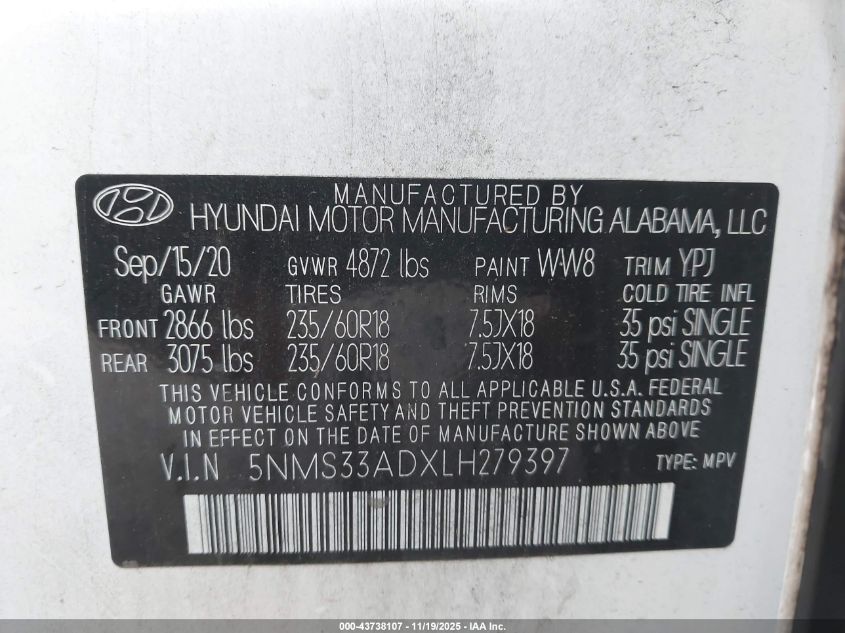 MANUFACTURED BY
HYUNDAI MOTOR MANUFACTURING ALABAMA, LLC
Sep/15/20 GVWR 4872 lbs PAINT WW8 TRIM YPJ
GAWR TIRES RIMS COLD TIRE INFL
FRONT 2866 lbs 235/60R18 7.5JX18 35 psi SINGLE
REAR 3075 lbs 235/60R18 7.5JX18 35 psi SINGLE
THIS VEHICLE CONFORMS TO ALL APPLICABLE U.S.A. FEDERAL
MOTOR VEHICLE SAFETY AND THEFT PREVENTION STANDARDS
IN EFFECT ON THE DATE OF MANUFACTURE SHOWN ABOVE
V.I.N 5NMS33ADXLH279397 TYPE: MPV
000-43738107 - 11/19/2025 - IAA Inc.